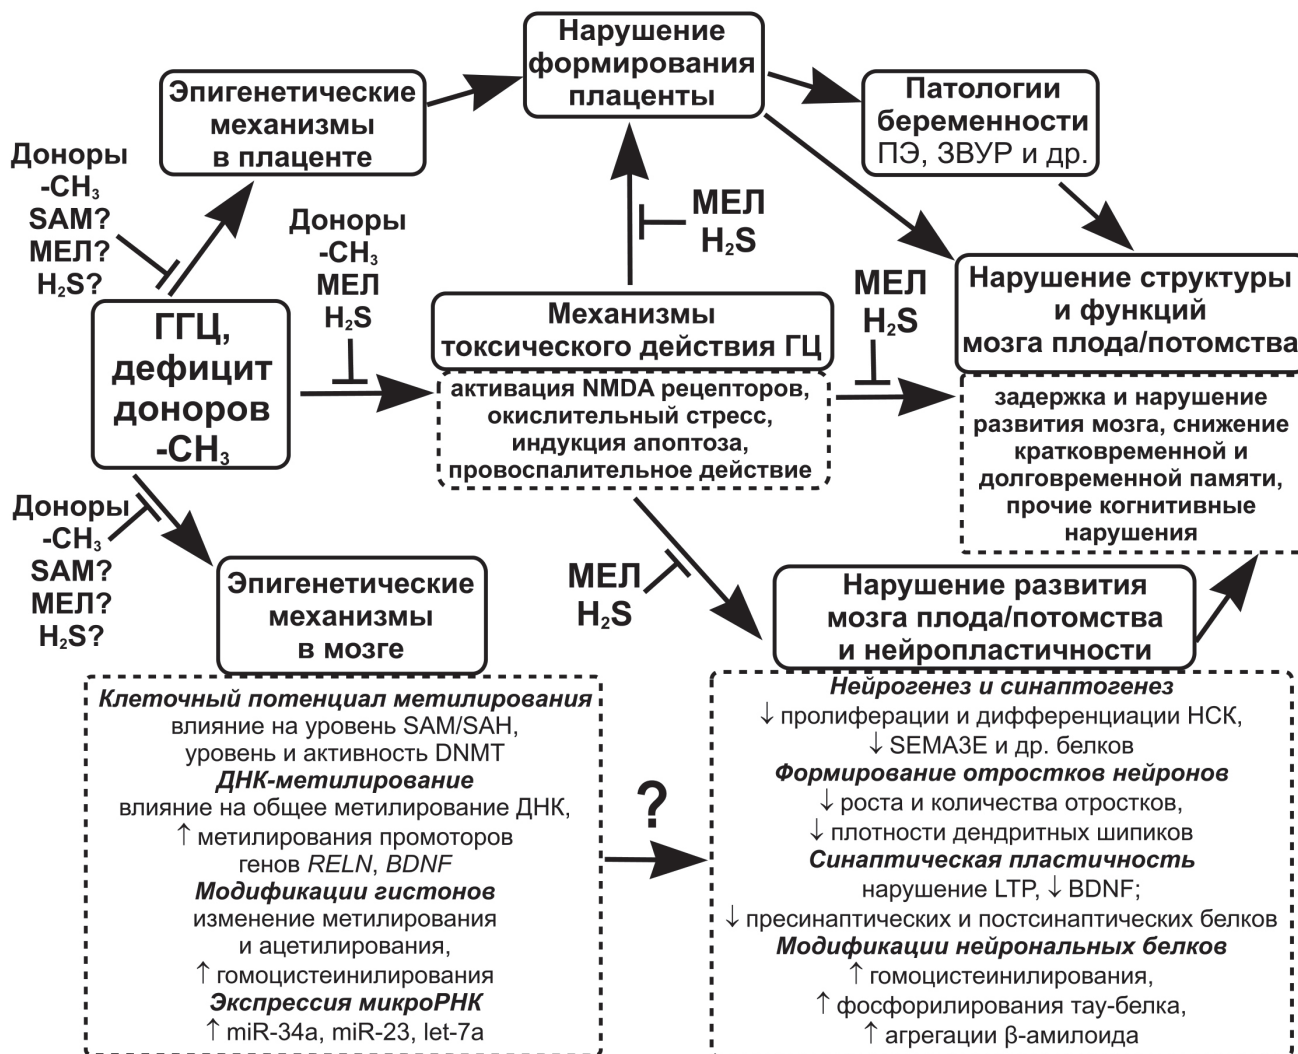 Нарушение
формирования
плаценты
Эпигенетические
механизмы
в плаценте
Патологии
беременности
ПЭ, ЗВУР и др.
Доноры
-CH₃
SAM?
МЕЛ?
H₂S?
Доноры
-CH₃
МЕЛ
H₂S
МЕЛ
H₂S
МЕЛ
H₂S
ГГЦ,
дефицит
доноров
-CH₃
Механизмы
токсического действия ГЦ
активация NMDA рецепторов,
окислительный стресс,
индукция апоптоза,
провоспалительное действие
Нарушение структуры
и функций
мозга плода/потомства
задержка и нарушение
развития мозга, снижение
кратковременной и
долговременной памяти,
прочие когнитивные
нарушения
Доноры
-CH₃
SAM?
МЕЛ?
H₂S?
МЕЛ
H₂S
Эпигенетические
механизмы
в мозге
Клеточный потенциал метилирования
влияние на уровень SAM/SAH,
уровень и активность DNMT
ДНК-метилирование
влияние на общее метилирование ДНК,
↑ метилирования промоторов
генов RELN, BDNF
Модификации гистонов
изменение метилирования
и ацетилирования,
↑ гомоцистеинилирования
Экспрессия микроРНК
↑ miR-34a, miR-23, let-7a
?
Нарушение развития
мозга плода/потомства
и нейропластичности
Нейрогенез и синаптогенез
↓ пролиферации и дифференциации НСК,
↓ SEMA3E и др. белков
Формирование отростков нейронов
↓ роста и количества отростков,
↓ плотности дендритных шипиков
Синаптическая пластичность
нарушение LTP, ↓ BDNF;
↓ пресинаптических и постсинаптических белков
Модификации нейрональных белков
↑ гомоцистеинилирования,
↑ фосфорилирования тау-белка,
↑ агрегации β-амилоида